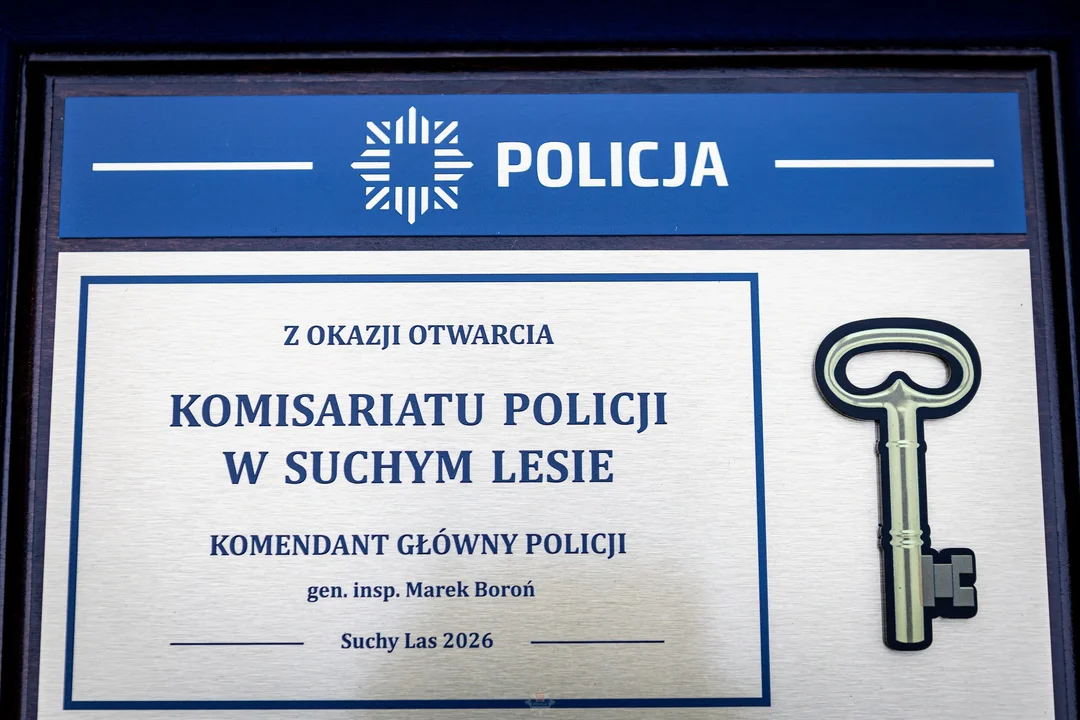 POLICJA
Z OKAZJI OTWARCIA
KOMISARIATU POLICJI
W SUCHYM LESIE
KOMENDANT GŁÓWNY POLICJI
gen. insp. Marek Boroń
Suchy Las 2026